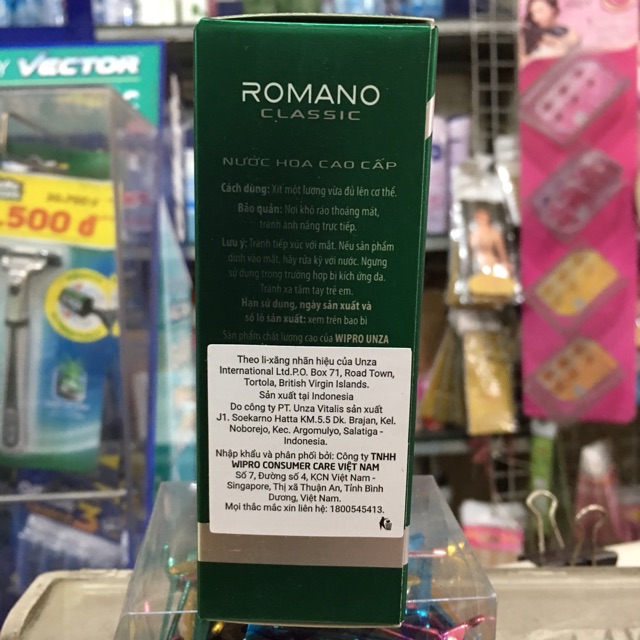 ROMANO
CLASSIC
NƯỚC HOA CAO CẤP
Cách dùng: Xịt một lượng vừa đủ lên cơ thể.
Bảo quản: Nơi khô ráo thoáng mát,
tránh ánh nắng trực tiếp.
Lưu ý: Tránh tiếp xúc với mắt. Nếu sản phẩm
dính vào mắt, hãy rửa kỹ với nước. Ngưng
sử dụng trong trường hợp bị kích ứng da.
Tránh xa tầm tay trẻ em.
Hạn sử dụng, ngày sản xuất và
số lô sản xuất: xem trên bao bì
Sản phẩm chất lượng cao của WIPRO UNZA
Theo li-xăng nhãn hiệu của Unza
International Ltd.P.O. Box 71, Road Town,
Tortola, British Virgin Islands.
Sản xuất tại Indonesia
Do công ty PT. Unza Vitalis sản xuất
J1. Soekarno Hatta KM.5.5 Dk. Brajan, Kel.
Noborejo, Kec. Argomulyo, Salatiga -
Indonesia.
Nhập khẩu và phân phối bởi: Công ty TNHH
WIPRO CONSUMER CARE VIỆT NAM
Số 7, Đường số 4, KCN Việt Nam -
Singapore, Thị xã Thuận An, Tỉnh Bình
Dương, Việt Nam.
Mọi thắc mắc xin liên hệ: 1800545413.
VECTOR
.500 đ